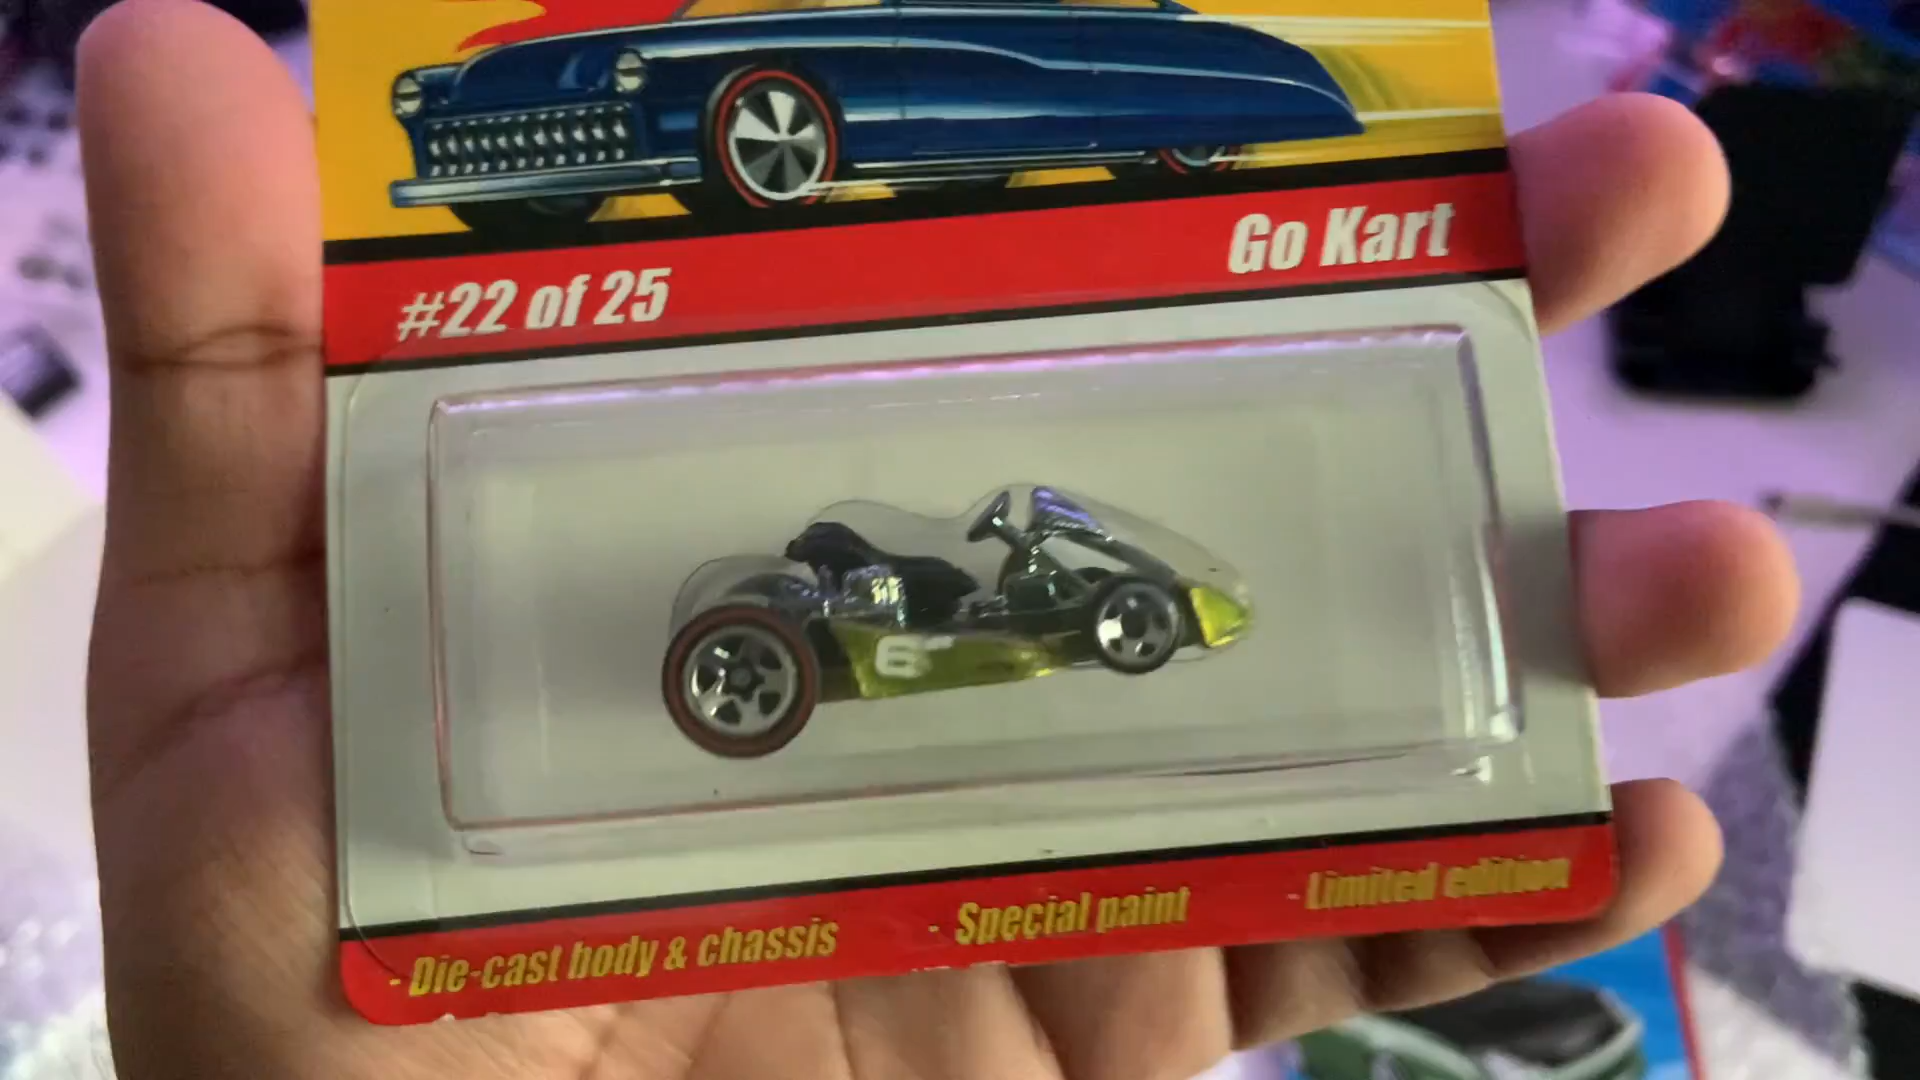 Go Kart
#22 of 25
6
- Die-cast body & chassis
- Special paint
- Limited edition